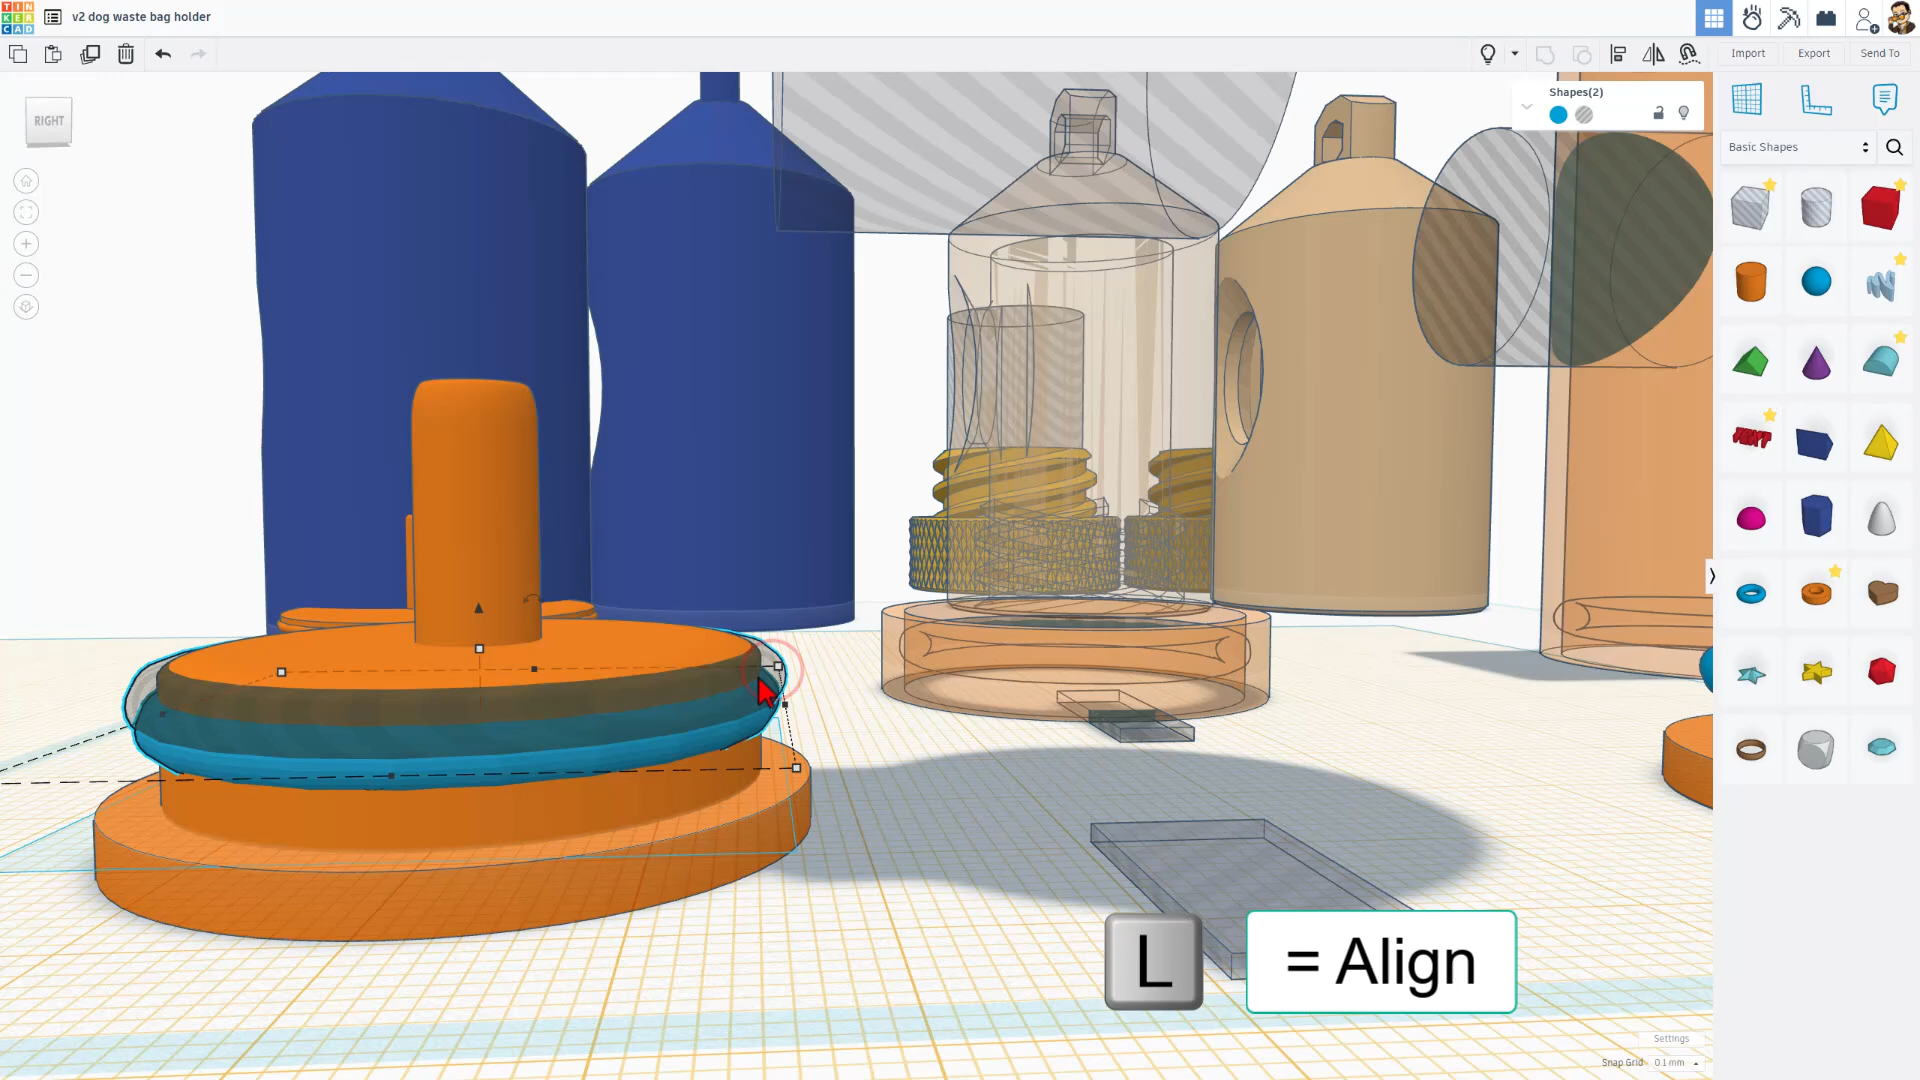 TIN
KER
CAD
v2 dog waste bag holder
Import
Export
Send To
RIGHT
Shapes(2)
Basic Shapes
TEXT
L
= Align
Settings
Snap Grid 0.1 mm